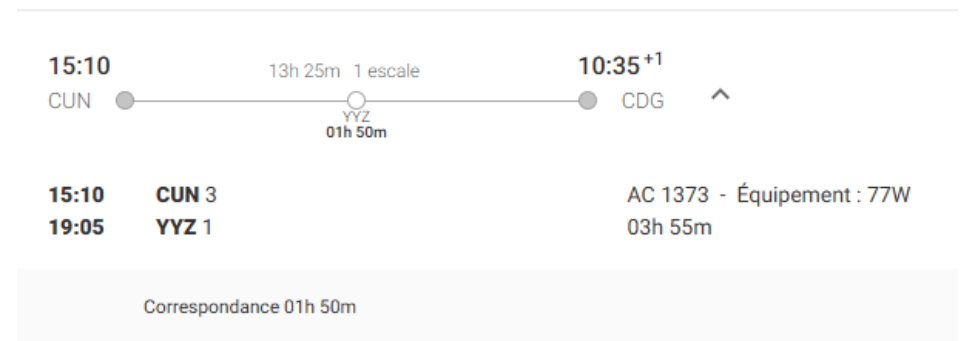 15:10 13h 25m 1 escale 10:35 +1
CUN YYZ CDG
01h 50m
15:10 CUN 3 AC 1373 - Équipement : 77W
19:05 YYZ 1 03h 55m
Correspondance 01h 50m